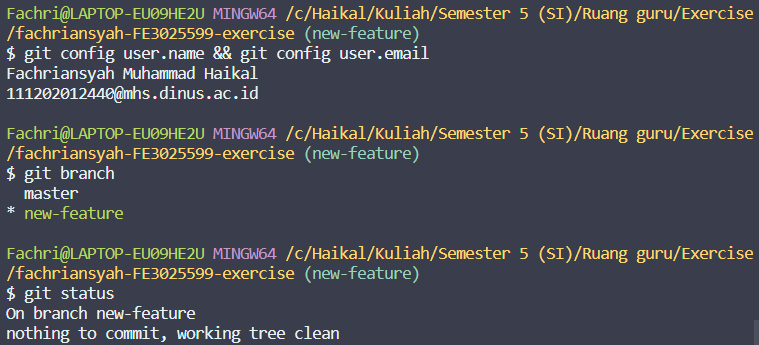 Fachri@LAPTOP-EU09HE2U MINGW64 /c/Haikal/Kuliah/Semester 5 (SI)/Ruang guru/Exercise
/fachriansyah-FE3025599-exercise (new-feature)
$ git config user.name && git config user.email
Fachriansyah Muhammad Haikal
111202012440@mhs.dinus.ac.id
Fachri@LAPTOP-EU09HE2U MINGW64 /c/Haikal/Kuliah/Semester 5 (SI)/Ruang guru/Exercise
/fachriansyah-FE3025599-exercise (new-feature)
$ git branch
  master
* new-feature
Fachri@LAPTOP-EU09HE2U MINGW64 /c/Haikal/Kuliah/Semester 5 (SI)/Ruang guru/Exercise
/fachriansyah-FE3025599-exercise (new-feature)
$ git status
On branch new-feature
nothing to commit, working tree clean